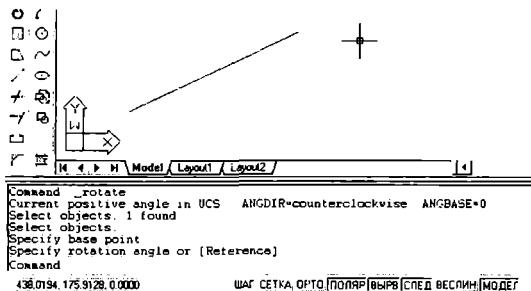 Y
W
X
Model Layout1 Layout2
Command _rotate
Current positive angle in UCS ANGDIR=counterclockwise ANGBASE=0
Select objects. 1 found
Select objects.
Specify base point
Specify rotation angle or [Reference]
Command
438.0194, 175.9128, 0.0000 ШАГ СЕТКА, ОРТО ПОЛЯР ВЫРВ СЛЕД ВЕСЛИН МОДЕЛ